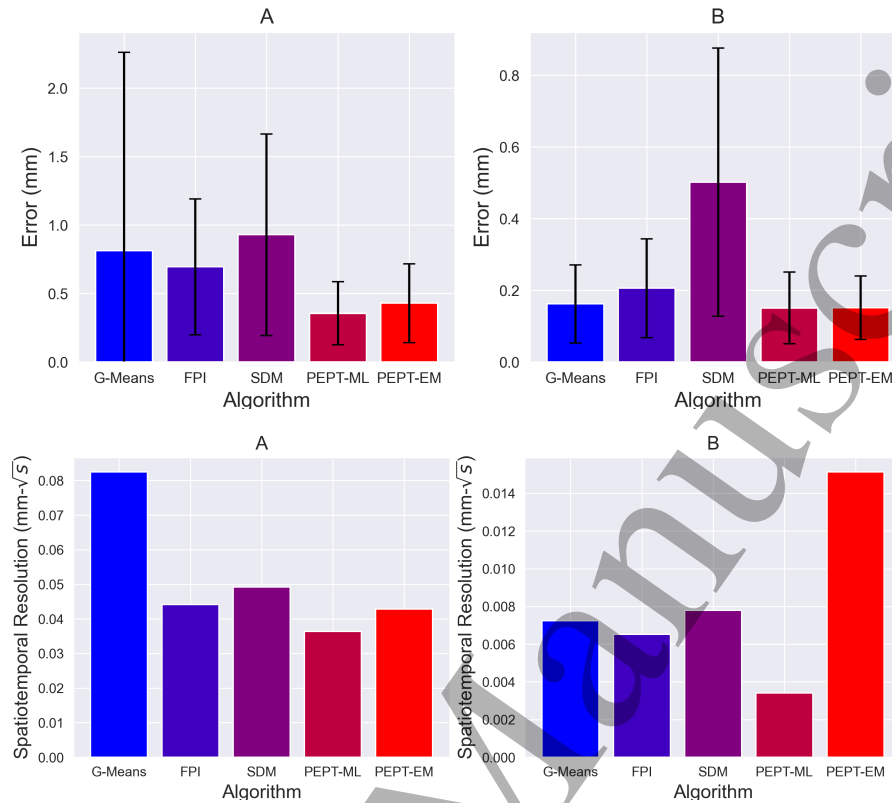 A
Error (mm)
2.0
1.5
1.0
0.5
0.0
G-Means FPI SDM PEPT-ML PEPT-EM
Algorithm
B
Error (mm)
0.8
0.6
0.4
0.2
0.0
G-Means FPI SDM PEPT-ML PEPT-EM
Algorithm
A
Spatiotemporal Resolution (mm-√s)
0.08
0.07
0.06
0.05
0.04
0.03
0.02
0.01
0.00
G-Means FPI SDM PEPT-ML PEPT-EM
Algorithm
B
Spatiotemporal Resolution (mm-√s)
0.014
0.012
0.010
0.008
0.006
0.004
0.002
0.000
G-Means FPI SDM PEPT-ML PEPT-EM
Algorithm
Manuscri